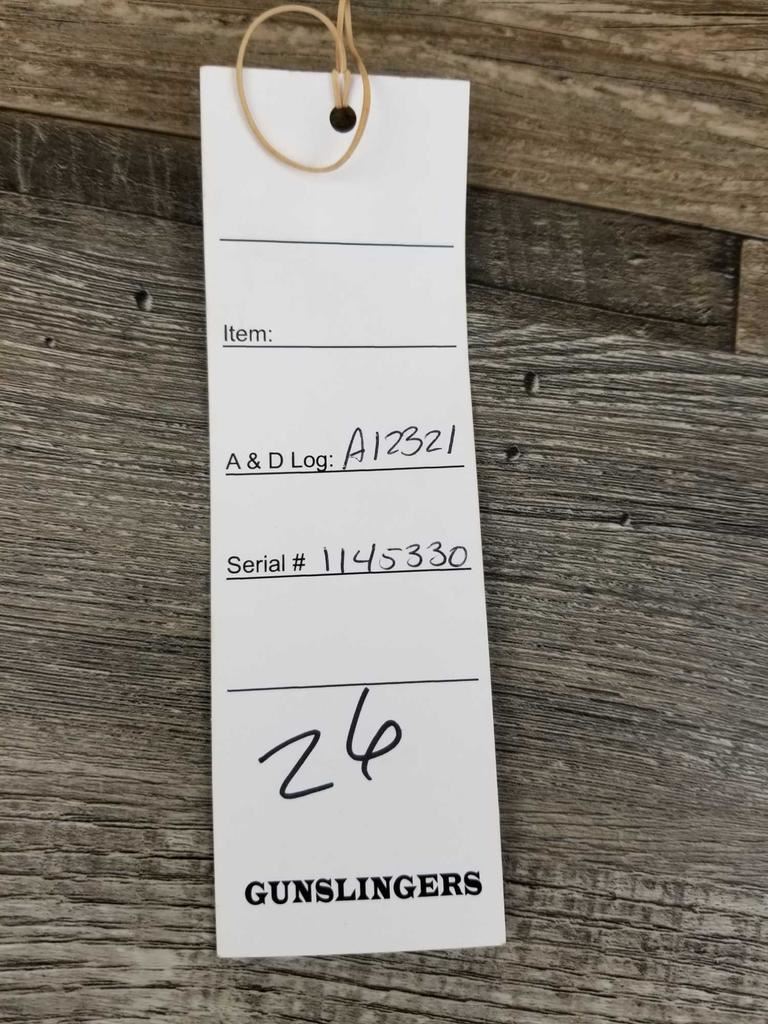 Item:
A & D Log: A12321
Serial # 1145330
26
GUNSLINGERS